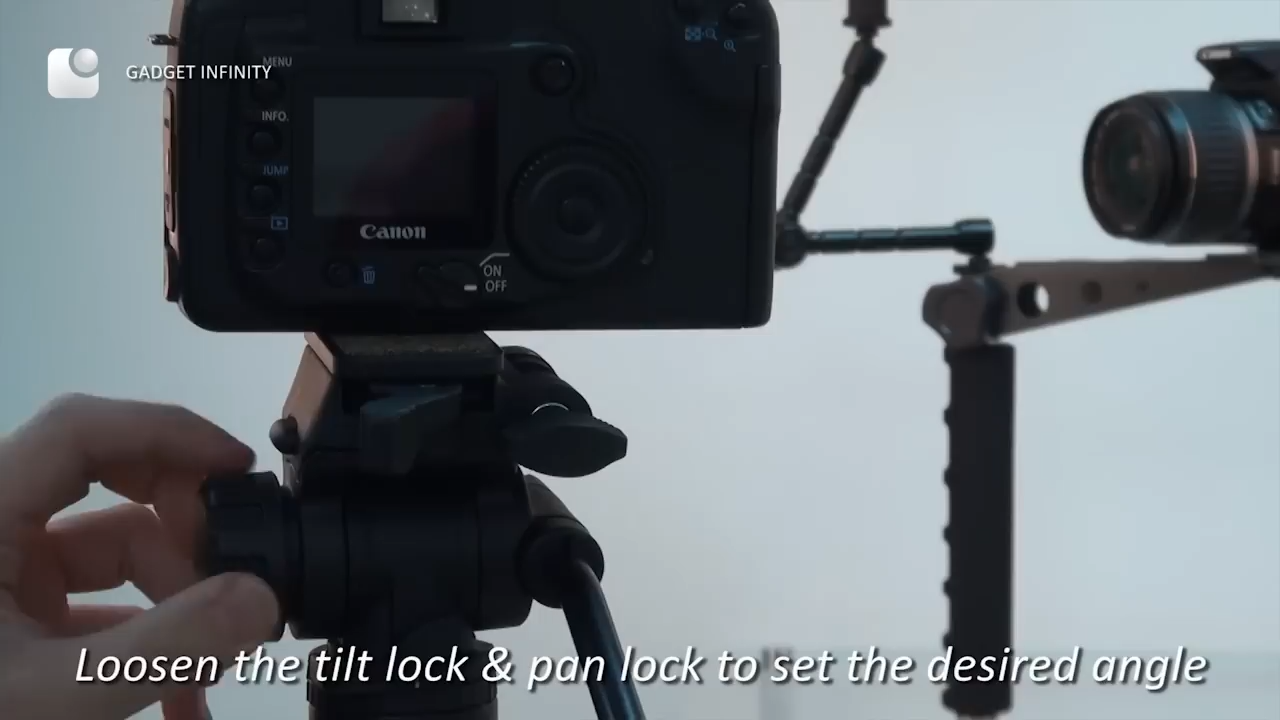 GADGET INFINITY
MENU
INFO.
JUMP
Canon
ON
OFF
Loosen the tilt lock & pan lock to set the desired angle